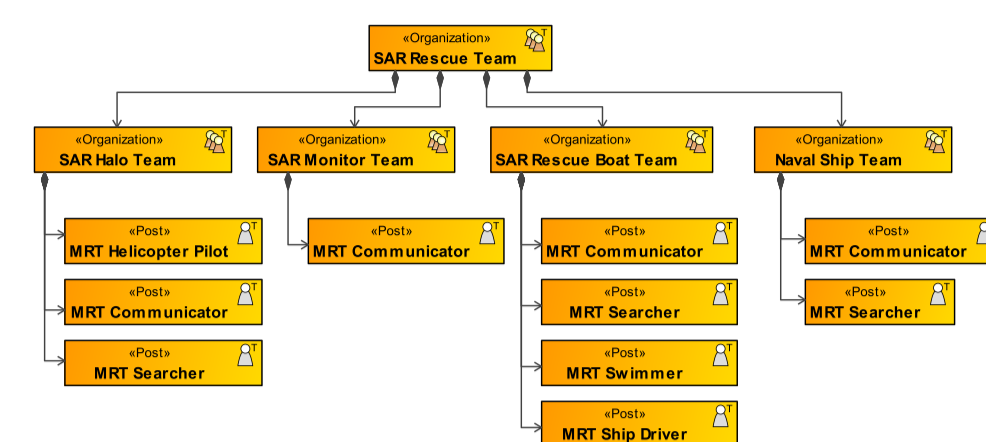 «Organization»
T
SAR Rescue Team
«Organization»
T
SAR Halo Team
«Organization»
T
SAR Monitor Team
«Organization»
T
SAR Rescue Boat Team
«Organization»
T
Naval Ship Team
«Post»
T
MRT Helicopter Pilot
«Post»
T
MRT Communicator
«Post»
T
MRT Communicator
«Post»
MRT Communicator
«Post»
T
MRT Communicator
«Post»
T
MRT Searcher
«Post»
T
MRT Searcher
«Post»
T
MRT Searcher
«Post»
T
MRT Swimmer
«Post»
T
MRT Ship Driver